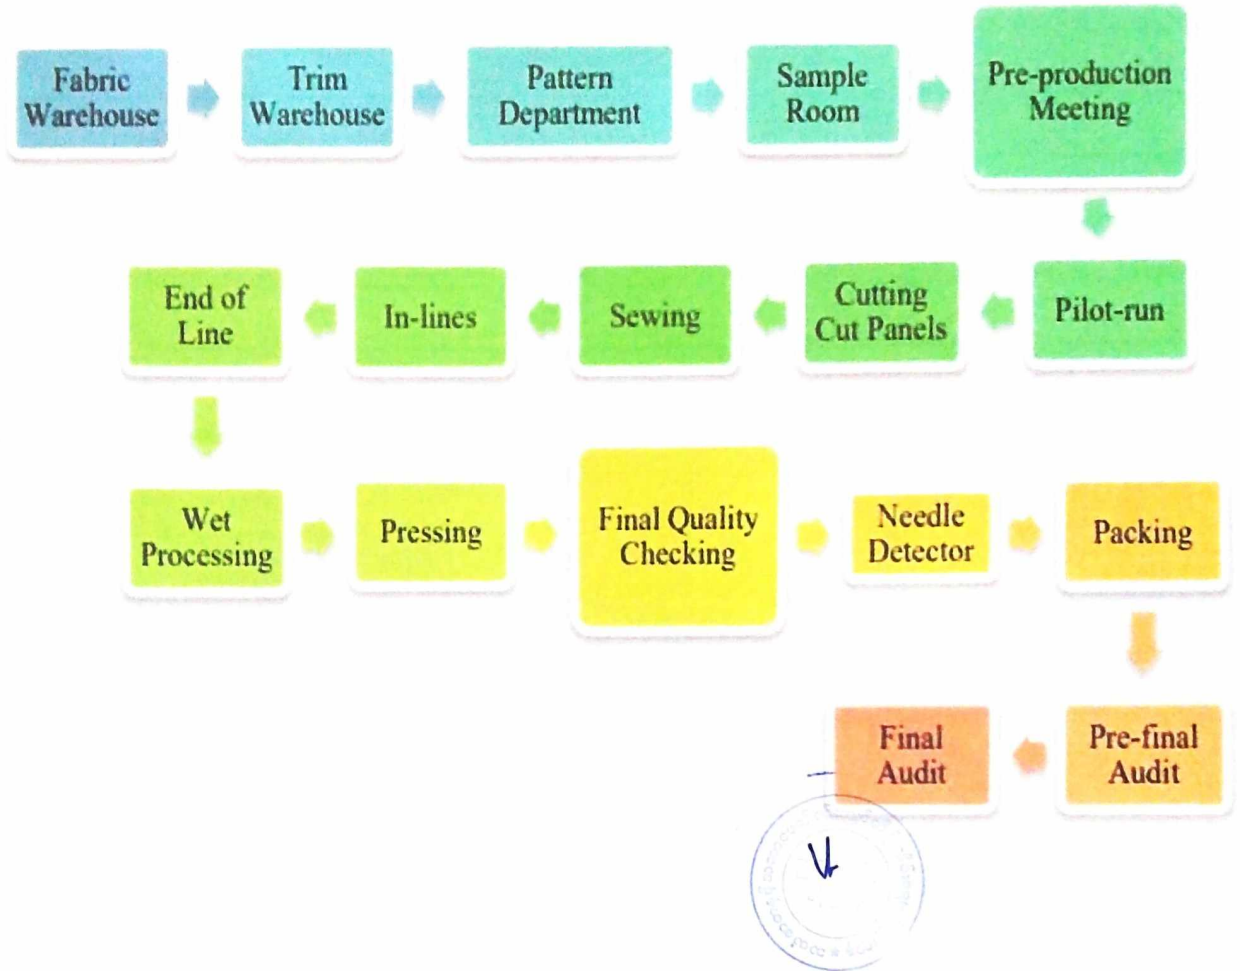 Fabric
Warehouse
Trim
Warehouse
Pattern
Department
Sample
Room
Pre-production
Meeting
Pilot-run
Cutting
Cut Panels
Sewing
In-lines
End of
Line
Wet
Processing
Pressing
Final Quality
Checking
Needle
Detector
Packing
Pre-final
Audit
Final
Audit